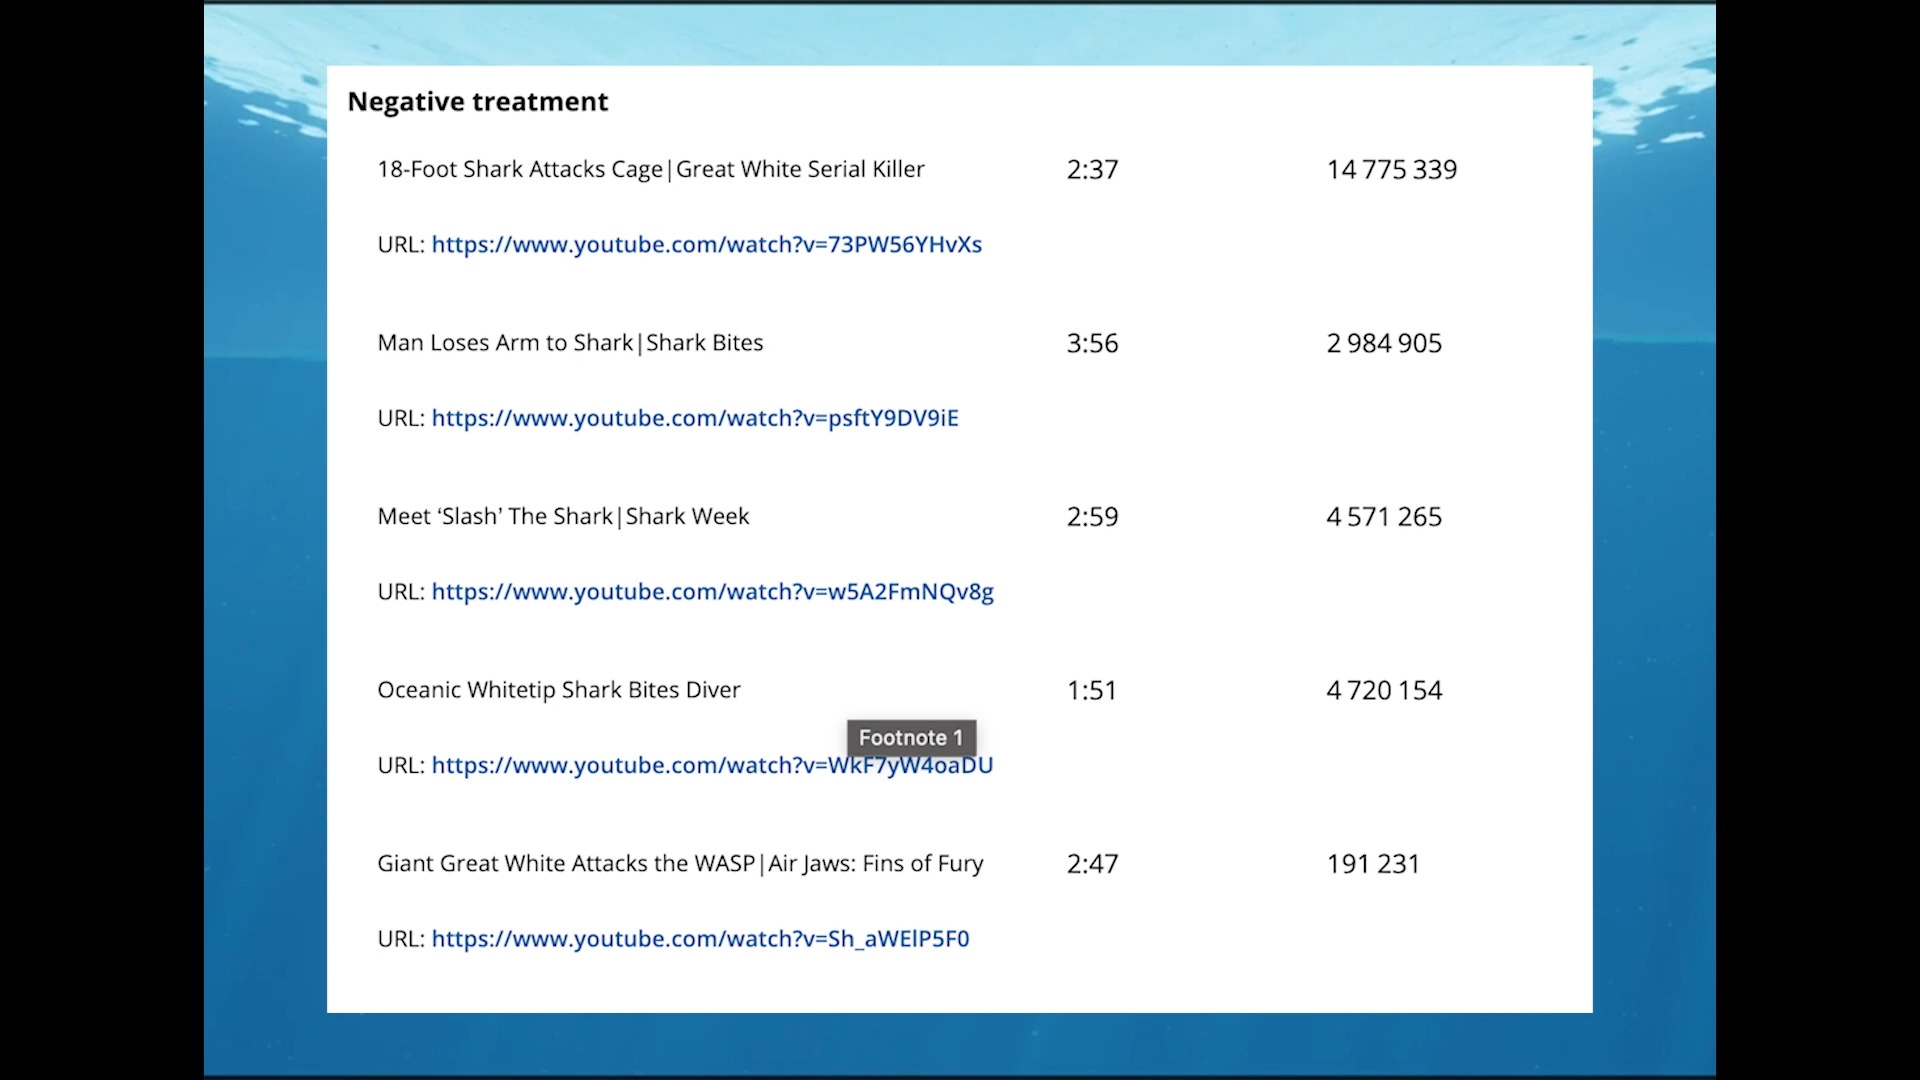 Negative treatment
18-Foot Shark Attacks Cage|Great White Serial Killer 2:37 14 775 339
URL: https://www.youtube.com/watch?v=73PW56YHvXs
Man Loses Arm to Shark|Shark Bites 3:56 2 984 905
URL: https://www.youtube.com/watch?v=psftY9DV9iE
Meet ‘Slash’ The Shark|Shark Week 2:59 4 571 265
URL: https://www.youtube.com/watch?v=w5A2FmNQv8g
Oceanic Whitetip Shark Bites Diver 1:51 4 720 154
Footnote 1
URL: https://www.youtube.com/watch?v=WkF7yW4oaDU
Giant Great White Attacks the WASP|Air Jaws: Fins of Fury 2:47 191 231
URL: https://www.youtube.com/watch?v=Sh_aWElP5F0